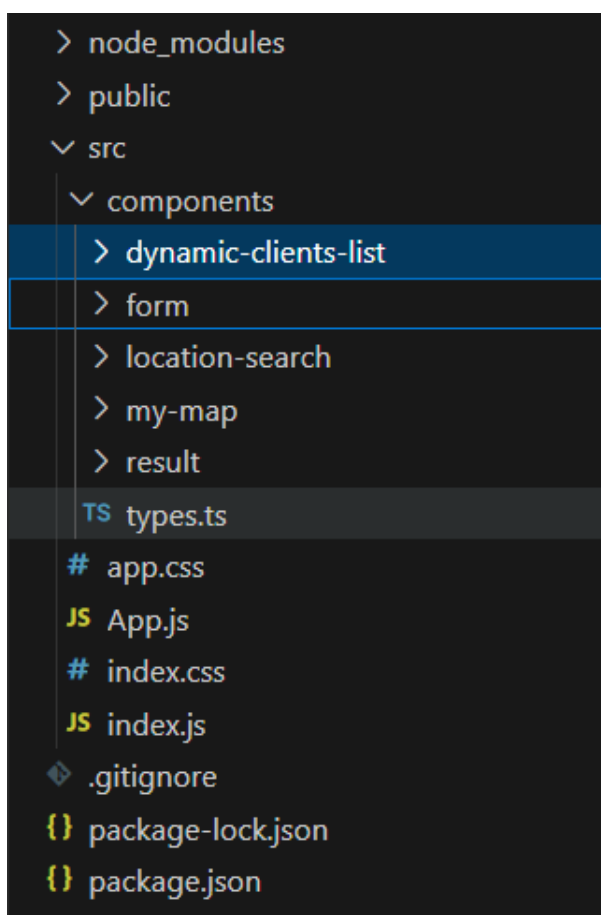 node_modules
public
src
components
dynamic-clients-list
form
location-search
my-map
result
TS types.ts
# app.css
JS App.js
# index.css
JS index.js
.gitignore
{} package-lock.json
{} package.json